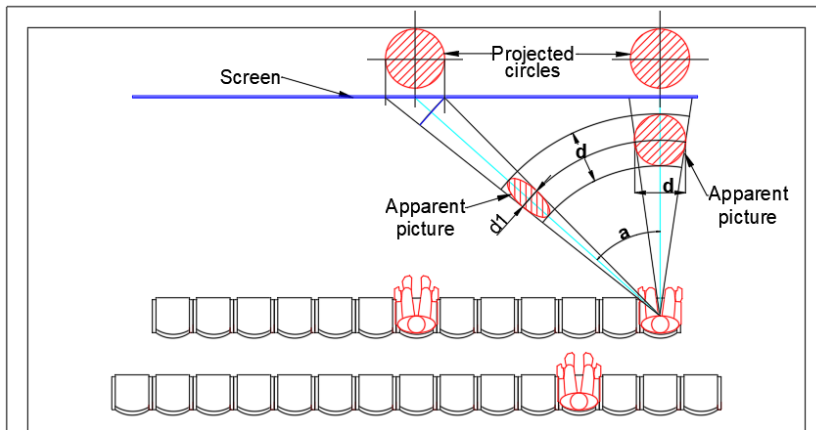 Projected
circles
Screen
d
Apparent
picture
d1
a
d
Apparent
picture